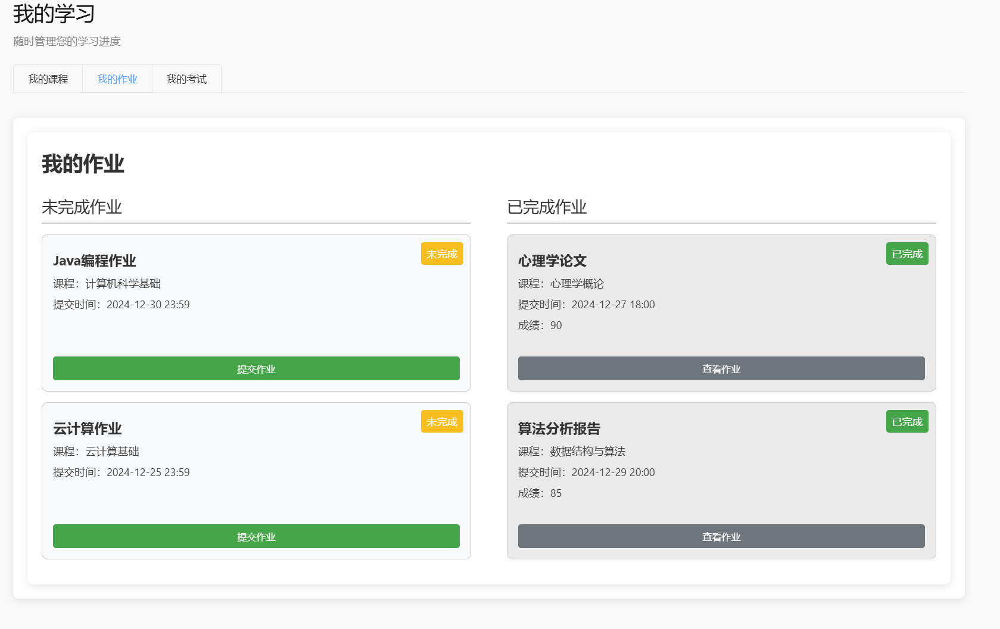 我的学习
随时管理您的学习进度
我的课程
我的作业
我的考试
我的作业
未完成作业
Java编程作业
未完成
课程：计算机科学基础
提交时间：2024-12-30 23:59
提交作业
云计算作业
未完成
课程：云计算基础
提交时间：2024-12-25 23:59
提交作业
已完成作业
心理学论文
已完成
课程：心理学概论
提交时间：2024-12-27 18:00
成绩：90
查看作业
算法分析报告
已完成
课程：数据结构与算法
提交时间：2024-12-29 20:00
成绩：85
查看作业